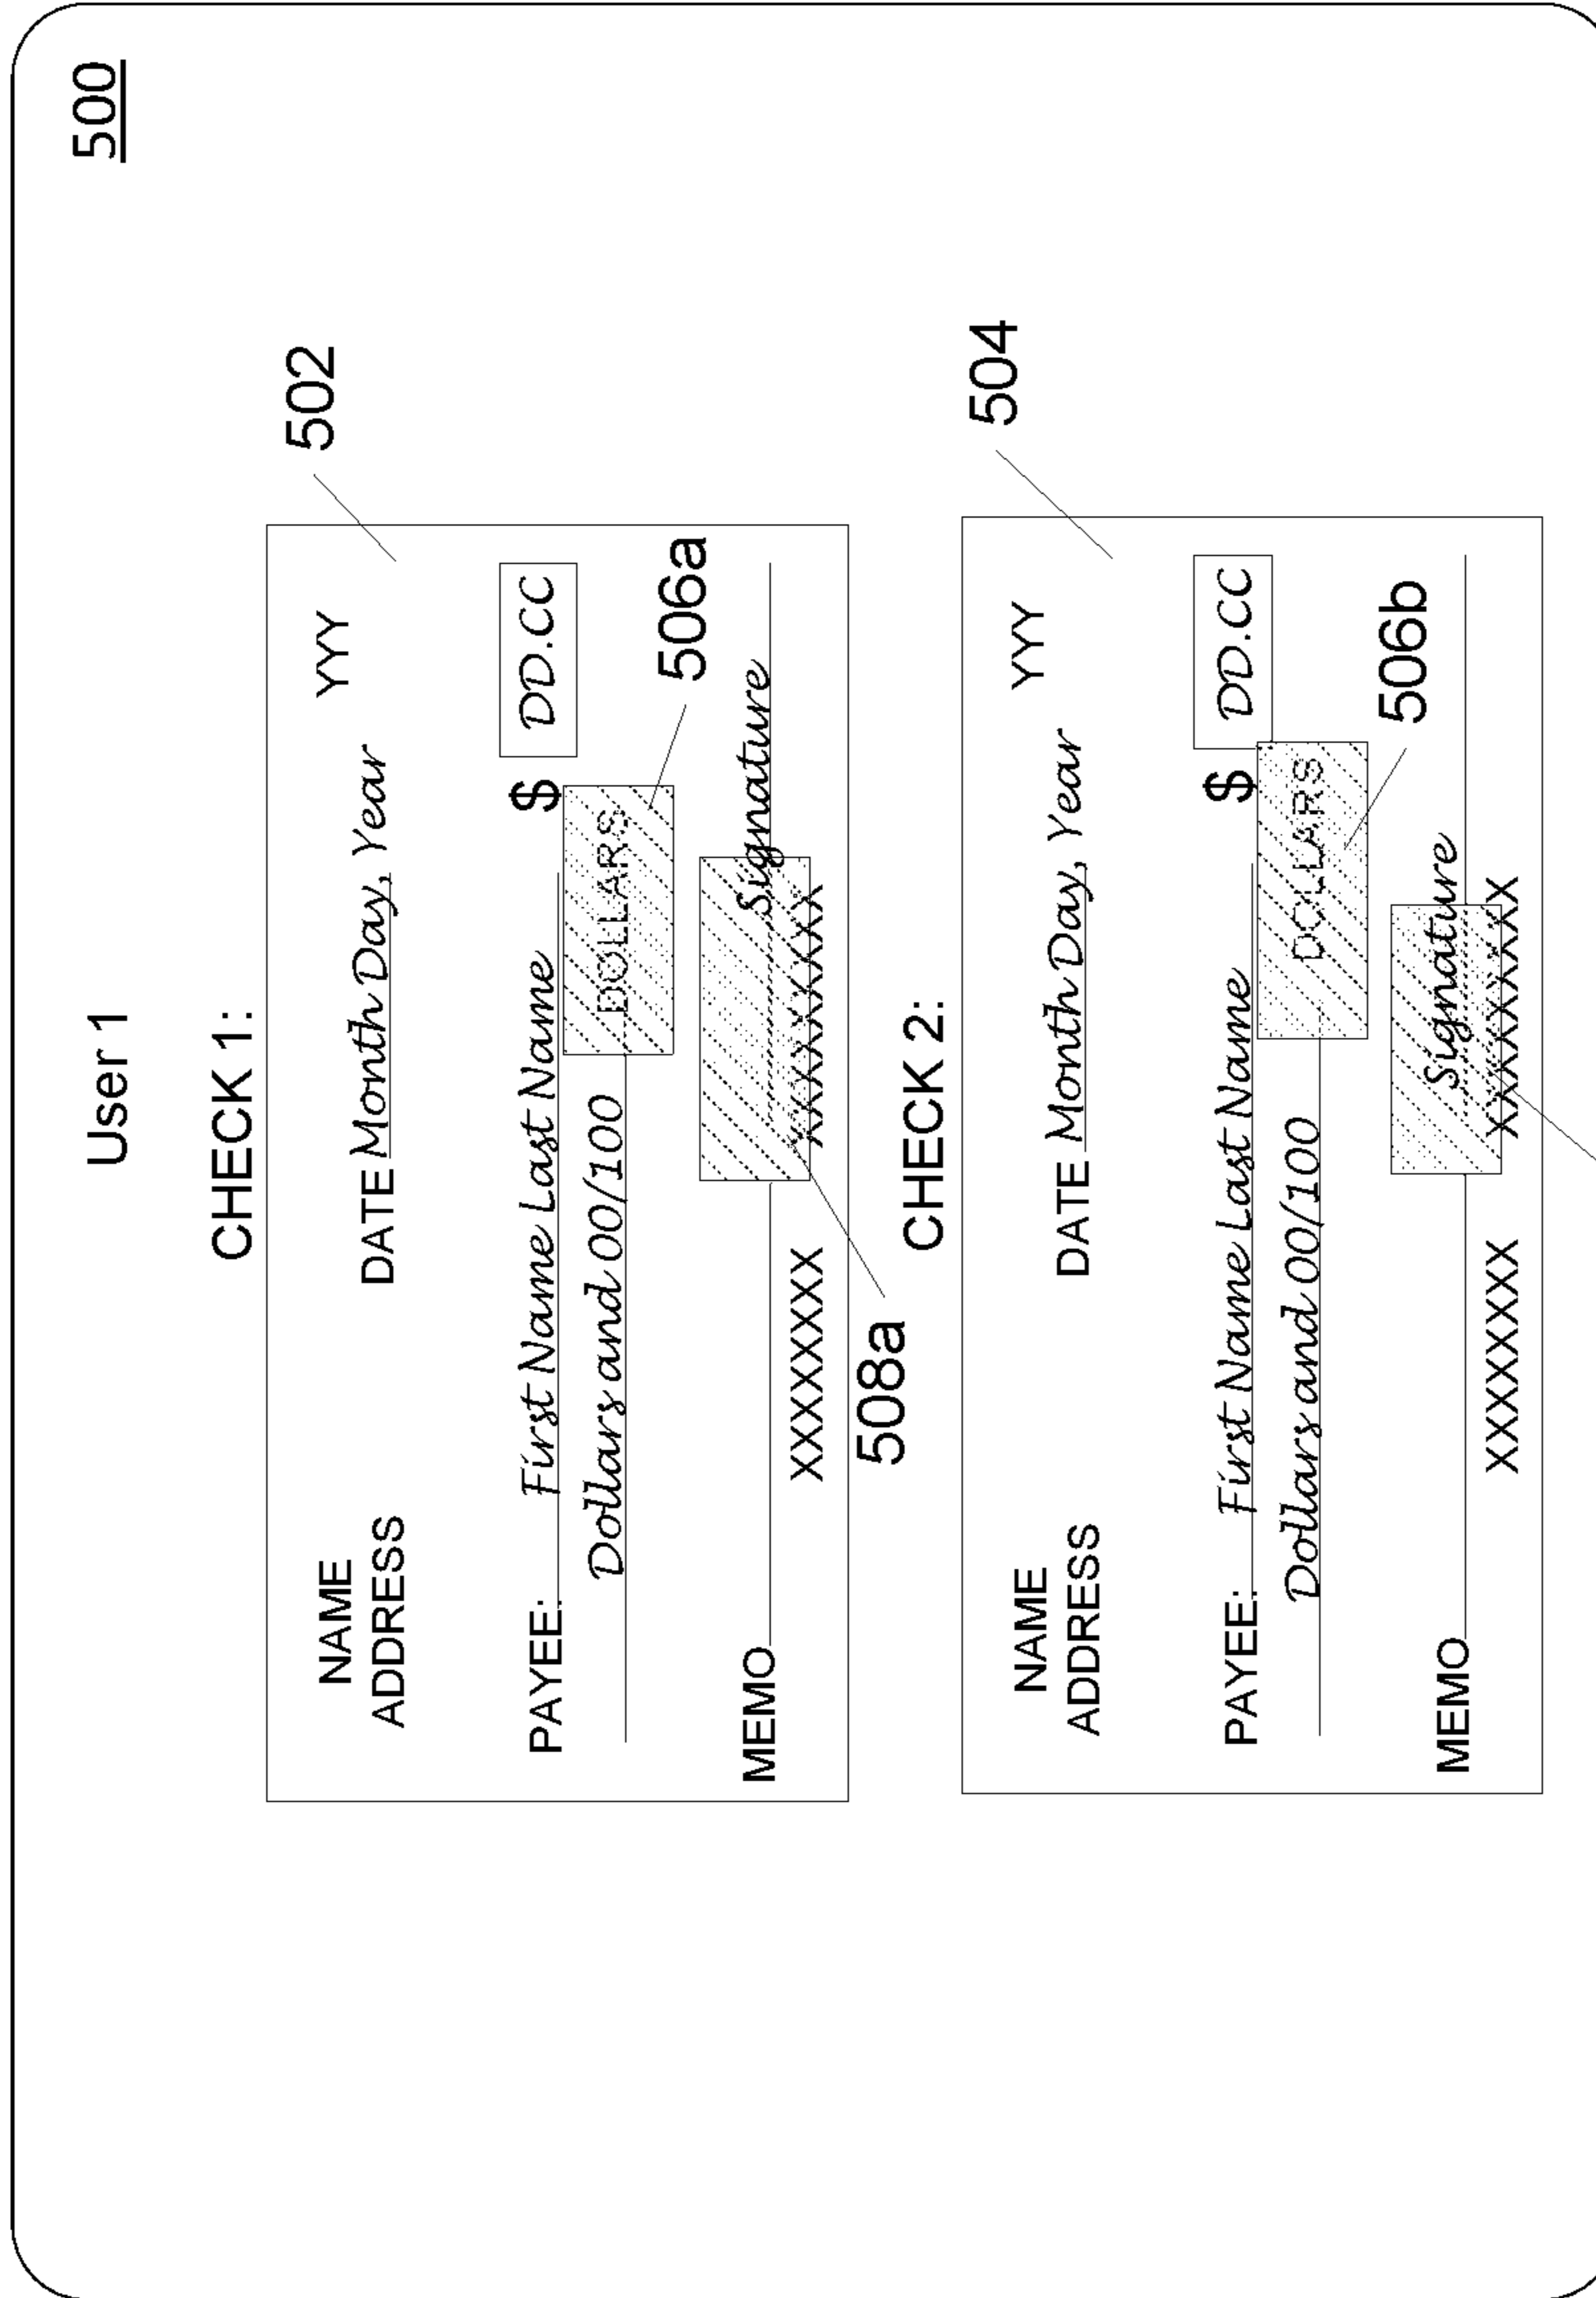 500
User 1
CHECK 1:
502
NAME
ADDRESS
YYY
DATE Month Day, Year
PAYEE: First Name Last Name $ DD.CC
Dollars and 00/100 DOLLARS
506a
MEMO Signature
XXXXXXXX XXXXXXXXX
508a
CHECK 2:
504
NAME
ADDRESS
YYY
DATE Month Day, Year
PAYEE: First Name Last Name $ DD.CC
Dollars and 00/100 DOLLARS
506b
MEMO Signature
XXXXXXXX XXXXXXXXX